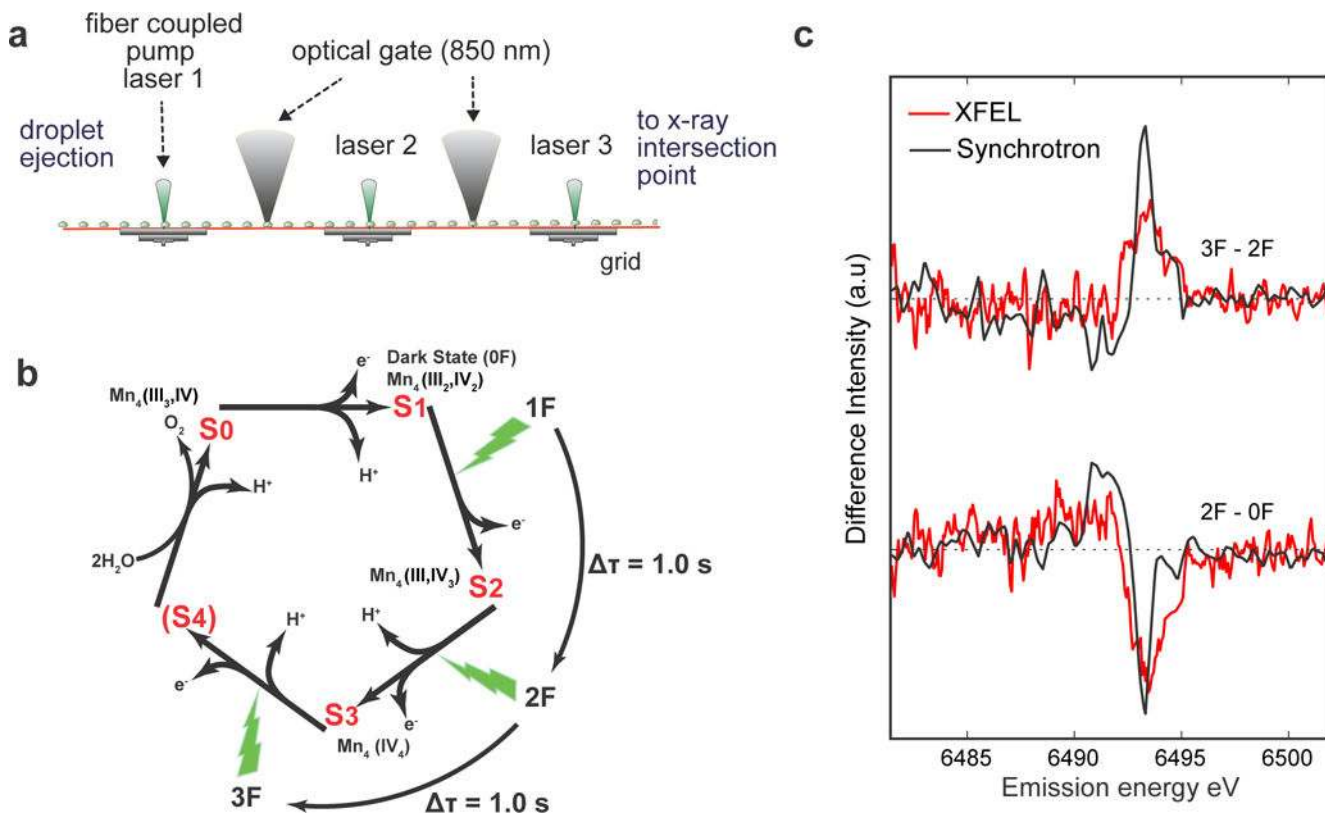 a
fiber coupled
pump
laser 1
optical gate (850 nm)
droplet
ejection
laser 2
laser 3
to x-ray
intersection
point
grid
b
Dark State (0F)
Mn₄(III₂,IV₂)
Mn₄(III₃,IV)
e⁻
S1
1F
O₂
S0
H⁺
H⁺
e⁻
2H₂O
Mn₄(III,IV₃)
S2
Δτ = 1.0 s
(S4)
H⁺
H⁺
e⁻
S3
e⁻
2F
Mn₄ (IV₄)
3F
Δτ = 1.0 s
c
XFEL
Synchrotron
3F - 2F
2F - 0F
Difference Intensity (a.u)
6485
6490
6495
6500
Emission energy eV